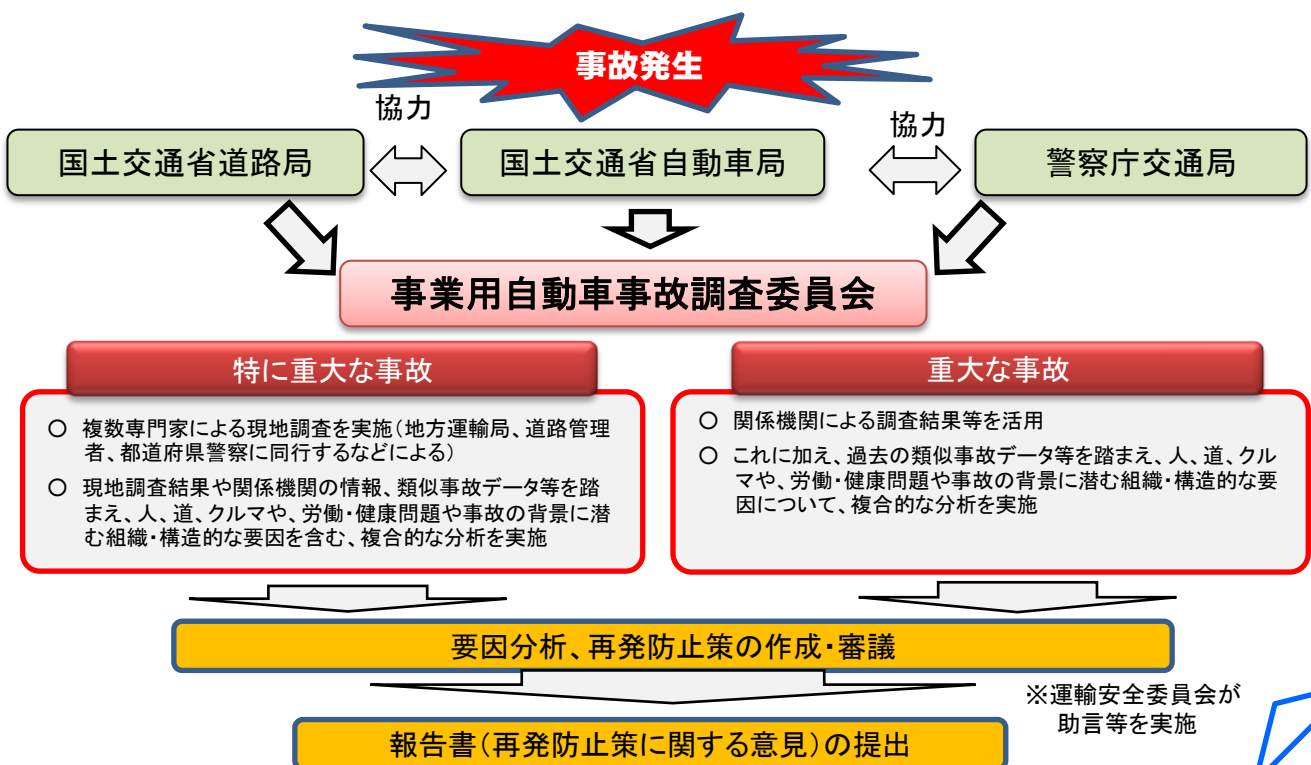 事故発生
協力
協力
国土交通省道路局
国土交通省自動車局
警察庁交通局
事業用自動車事故調査委員会
特に重大な事故
○ 複数専門家による現地調査を実施(地方運輸局、道路管理
者、都道府県警察に同行するなどによる)
○ 現地調査結果や関係機関の情報、類似事故データ等を踏
まえ、人、道、クルマや、労働・健康問題や事故の背景に潜
む組織・構造的な要因を含む、複合的な分析を実施
重大な事故
○ 関係機関による調査結果等を活用
○ これに加え、過去の類似事故データ等を踏まえ、人、道、クル
マや、労働・健康問題や事故の背景に潜む組織・構造的な要
因について、複合的な分析を実施
要因分析、再発防止策の作成・審議
※運輸安全委員会が
助言等を実施
報告書(再発防止策に関する意見)の提出